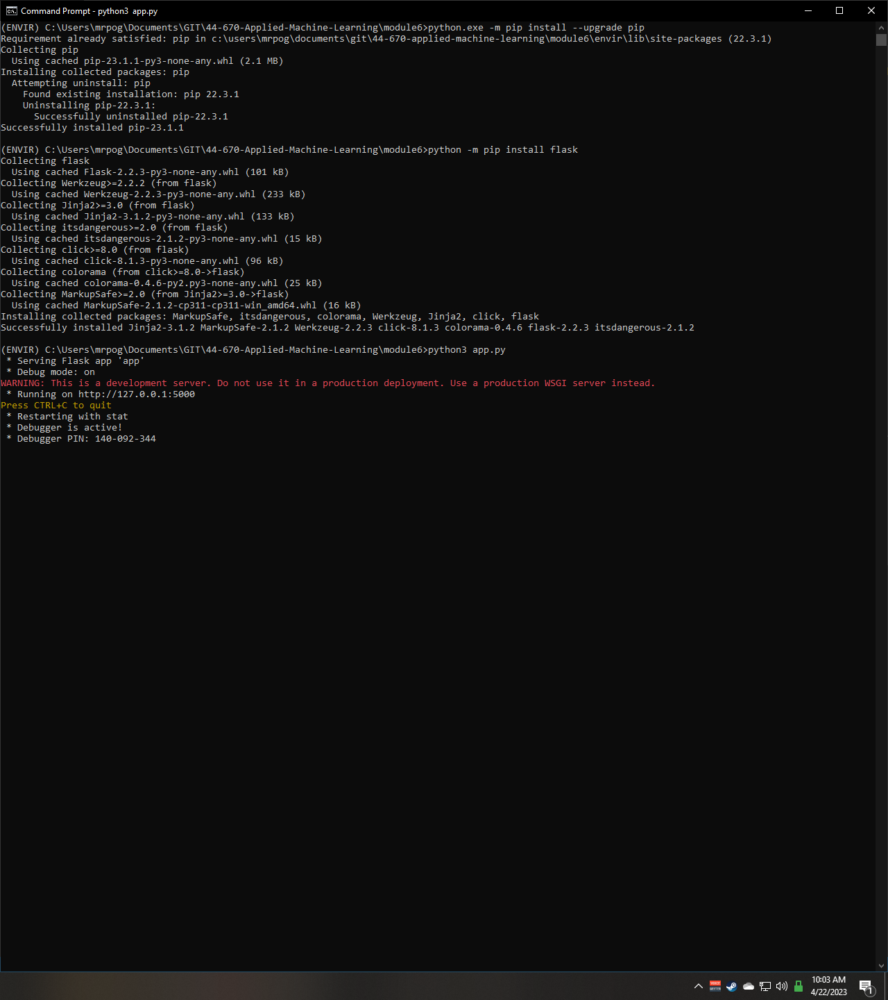 Command Prompt - python3  app.py
(ENVIR) C:\Users\mrpog\Documents\GIT\44-670-Applied-Machine-Learning\module6>python.exe -m pip install --upgrade pip
Requirement already satisfied: pip in c:\users\mrpog\documents\git\44-670-applied-machine-learning\module6\envir\lib\site-packages (22.3.1)
Collecting pip
  Using cached pip-23.1.1-py3-none-any.whl (2.1 MB)
Installing collected packages: pip
  Attempting uninstall: pip
    Found existing installation: pip 22.3.1
    Uninstalling pip-22.3.1:
      Successfully uninstalled pip-22.3.1
Successfully installed pip-23.1.1
(ENVIR) C:\Users\mrpog\Documents\GIT\44-670-Applied-Machine-Learning\module6>python -m pip install flask
Collecting flask
  Using cached Flask-2.2.3-py3-none-any.whl (101 kB)
Collecting Werkzeug>=2.2.2 (from flask)
  Using cached Werkzeug-2.2.3-py3-none-any.whl (233 kB)
Collecting Jinja2>=3.0 (from flask)
  Using cached Jinja2-3.1.2-py3-none-any.whl (133 kB)
Collecting itsdangerous>=2.0 (from flask)
  Using cached itsdangerous-2.1.2-py3-none-any.whl (15 kB)
Collecting click>=8.0 (from flask)
  Using cached click-8.1.3-py3-none-any.whl (96 kB)
Collecting colorama (from click>=8.0->flask)
  Using cached colorama-0.4.6-py2.py3-none-any.whl (25 kB)
Collecting MarkupSafe>=2.0 (from Jinja2>=3.0->flask)
  Using cached MarkupSafe-2.1.2-cp311-cp311-win_amd64.whl (16 kB)
Installing collected packages: MarkupSafe, itsdangerous, colorama, Werkzeug, Jinja2, click, flask
Successfully installed Jinja2-3.1.2 MarkupSafe-2.1.2 Werkzeug-2.2.3 click-8.1.3 colorama-0.4.6 flask-2.2.3 itsdangerous-2.1.2
(ENVIR) C:\Users\mrpog\Documents\GIT\44-670-Applied-Machine-Learning\module6>python3 app.py
 * Serving Flask app 'app'
 * Debug mode: on
WARNING: This is a development server. Do not use it in a production deployment. Use a production WSGI server instead.
 * Running on http://127.0.0.1:5000
Press CTRL+C to quit
 * Restarting with stat
 * Debugger is active!
 * Debugger PIN: 140-092-344
10:03 AM
4/22/2023
1